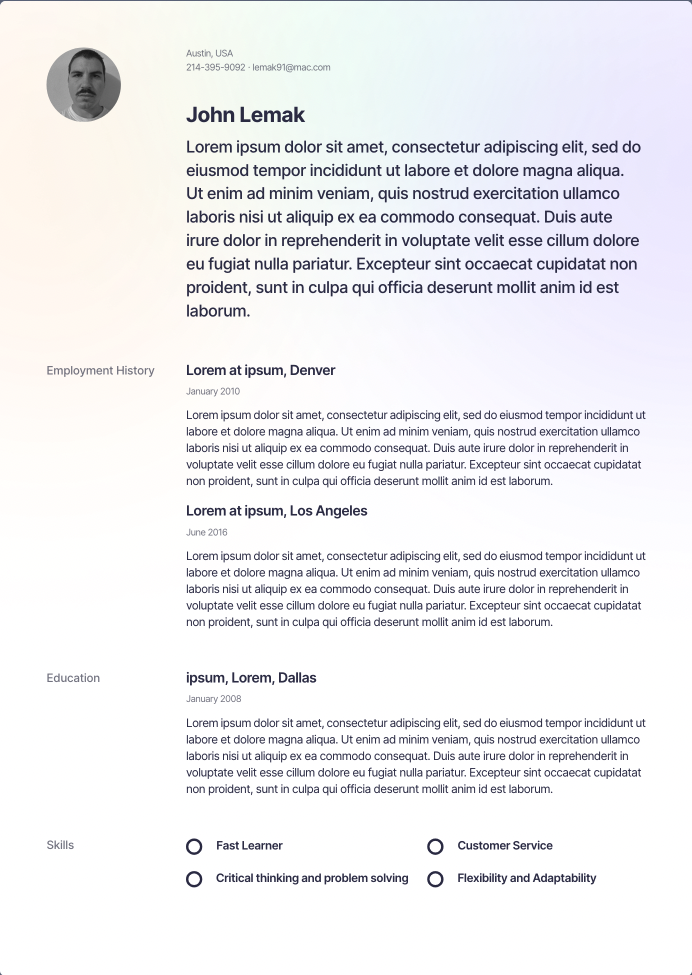 Austin, USA
214-395-9092 · lemak91@mac.com
John Lemak
Lorem ipsum dolor sit amet, consectetur adipiscing elit, sed do
eiusmod tempor incididunt ut labore et dolore magna aliqua.
Ut enim ad minim veniam, quis nostrud exercitation ullamco
laboris nisi ut aliquip ex ea commodo consequat. Duis aute
irure dolor in reprehenderit in voluptate velit esse cillum dolore
eu fugiat nulla pariatur. Excepteur sint occaecat cupidatat non
proident, sunt in culpa qui officia deserunt mollit anim id est
laborum.
Employment History
Lorem at ipsum, Denver
January 2010
Lorem ipsum dolor sit amet, consectetur adipiscing elit, sed do eiusmod tempor incididunt ut
labore et dolore magna aliqua. Ut enim ad minim veniam, quis nostrud exercitation ullamco
laboris nisi ut aliquip ex ea commodo consequat. Duis aute irure dolor in reprehenderit in
voluptate velit esse cillum dolore eu fugiat nulla pariatur. Excepteur sint occaecat cupidatat
non proident, sunt in culpa qui officia deserunt mollit anim id est laborum.
Lorem at ipsum, Los Angeles
June 2016
Lorem ipsum dolor sit amet, consectetur adipiscing elit, sed do eiusmod tempor incididunt ut
labore et dolore magna aliqua. Ut enim ad minim veniam, quis nostrud exercitation ullamco
laboris nisi ut aliquip ex ea commodo consequat. Duis aute irure dolor in reprehenderit in
voluptate velit esse cillum dolore eu fugiat nulla pariatur. Excepteur sint occaecat cupidatat
non proident, sunt in culpa qui officia deserunt mollit anim id est laborum.
Education
ipsum, Lorem, Dallas
January 2008
Lorem ipsum dolor sit amet, consectetur adipiscing elit, sed do eiusmod tempor incididunt ut
labore et dolore magna aliqua. Ut enim ad minim veniam, quis nostrud exercitation ullamco
laboris nisi ut aliquip ex ea commodo consequat. Duis aute irure dolor in reprehenderit in
voluptate velit esse cillum dolore eu fugiat nulla pariatur. Excepteur sint occaecat cupidatat
non proident, sunt in culpa qui officia deserunt mollit anim id est laborum.
Skills
Fast Learner
Customer Service
Critical thinking and problem solving
Flexibility and Adaptability